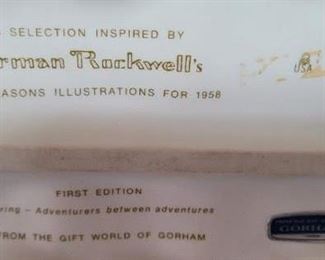 SELECTION INSPIRED BY
rman Rockwell's
ASONS ILLUSTRATIONS FOR 1958
USA
FIRST EDITION
ring – Adventurers between adventures
FROM THE GIFT WORLD OF GORHAM
GORH